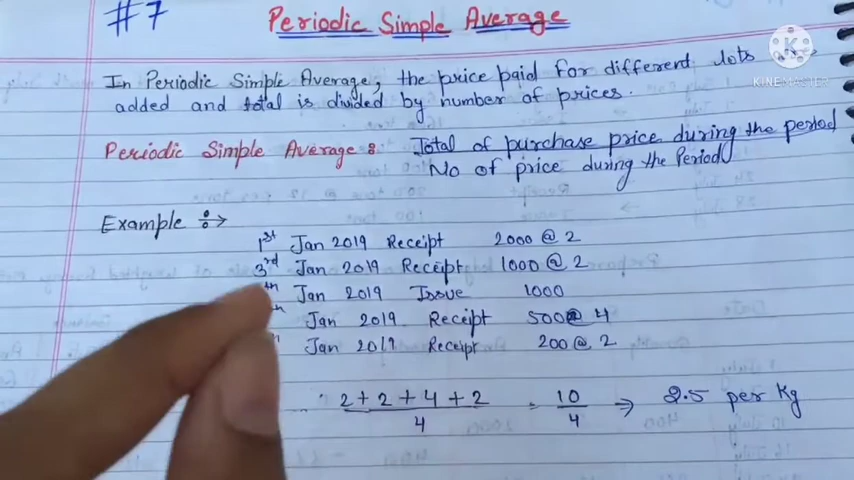 #7 Periodic Simple Average
In Periodic Simple Average, the price paid for different lots
added and total is divided by number of prices.
KINEMASTER
Periodic Simple Average : Total of purchase price during the period
No of price during the Period
Example ÷→
1st Jan 2019 Receipt 2000 @ 2
3rd Jan 2019 Receipt 1000 @ 2
th Jan 2019 Issue 1000
Jan 2019 Receipt 500@ 4
Jan 2019 Receipt 200 @ 2
2 + 2 + 4 + 2 = 10 → 2.5 per Kg
4 4